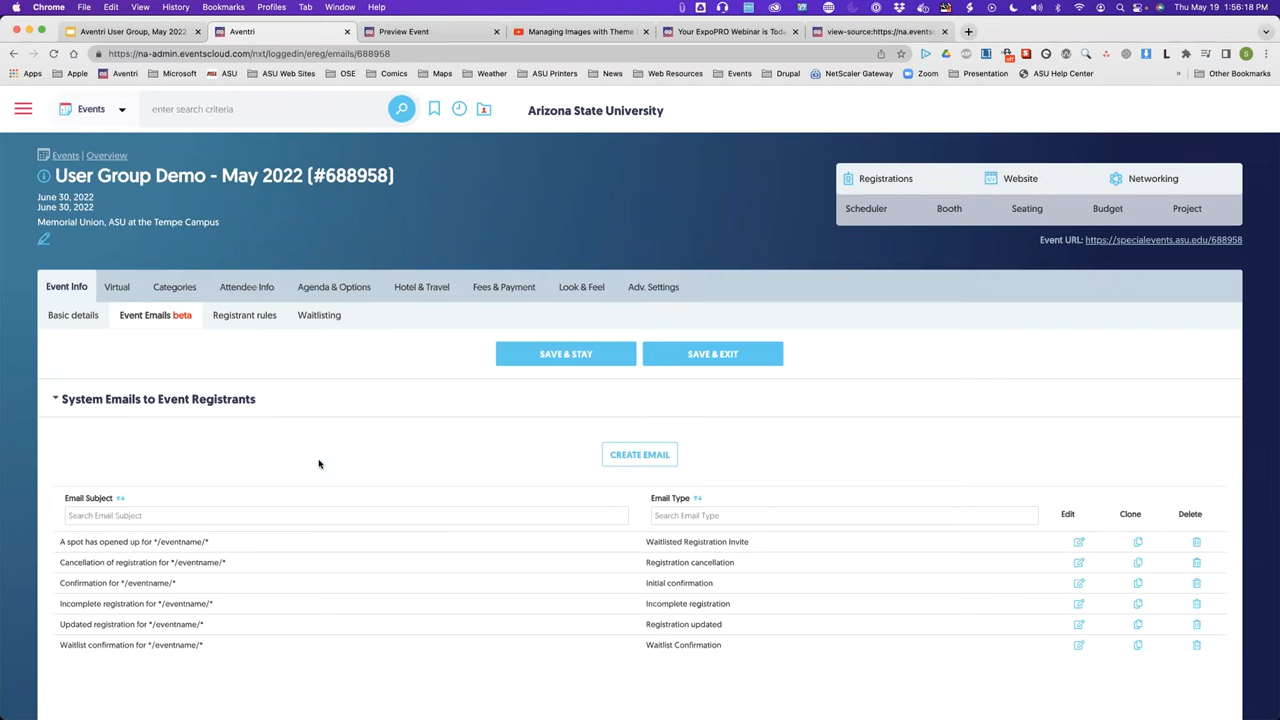 Chrome File Edit View History Bookmarks Profiles Tab Window Help Thu May 19 1:56:18 PM
Aventri User Group, May 2022 Aventri Preview Event Managing Images with Theme Your ExpoPRO Webinar is Toda view-source:https://na.events
https://na-admin.eventscloud.com/nxt/loggedin/ereg/emails/688958
Apps Apple Aventri Microsoft ASU ASU Web Sites OSE Comics Maps Weather ASU Printers News Web Resources Events Drupal NetScaler Gateway Zoom Presentation ASU Help Center » Other Bookmarks
Events enter search criteria Arizona State University
Events | Overview
User Group Demo - May 2022 (#688958)
June 30, 2022
June 30, 2022
Memorial Union, ASU at the Tempe Campus
Registrations Website Networking
Scheduler Booth Seating Budget Project
Event URL: https://specialevents.asu.edu/688958
Event Info Virtual Categories Attendee Info Agenda & Options Hotel & Travel Fees & Payment Look & Feel Adv. Settings
Basic details Event Emails beta Registrant rules Waitlisting
SAVE & STAY SAVE & EXIT
System Emails to Event Registrants
CREATE EMAIL
Email Subject Email Type
Search Email Subject Search Email Type Edit Clone Delete
A spot has opened up for */eventname/* Waitlisted Registration Invite
Cancellation of registration for */eventname/* Registration cancellation
Confirmation for */eventname/* Initial confirmation
Incomplete registration for */eventname/* Incomplete registration
Updated registration for */eventname/* Registration updated
Waitlist confirmation for */eventname/* Waitlist Confirmation